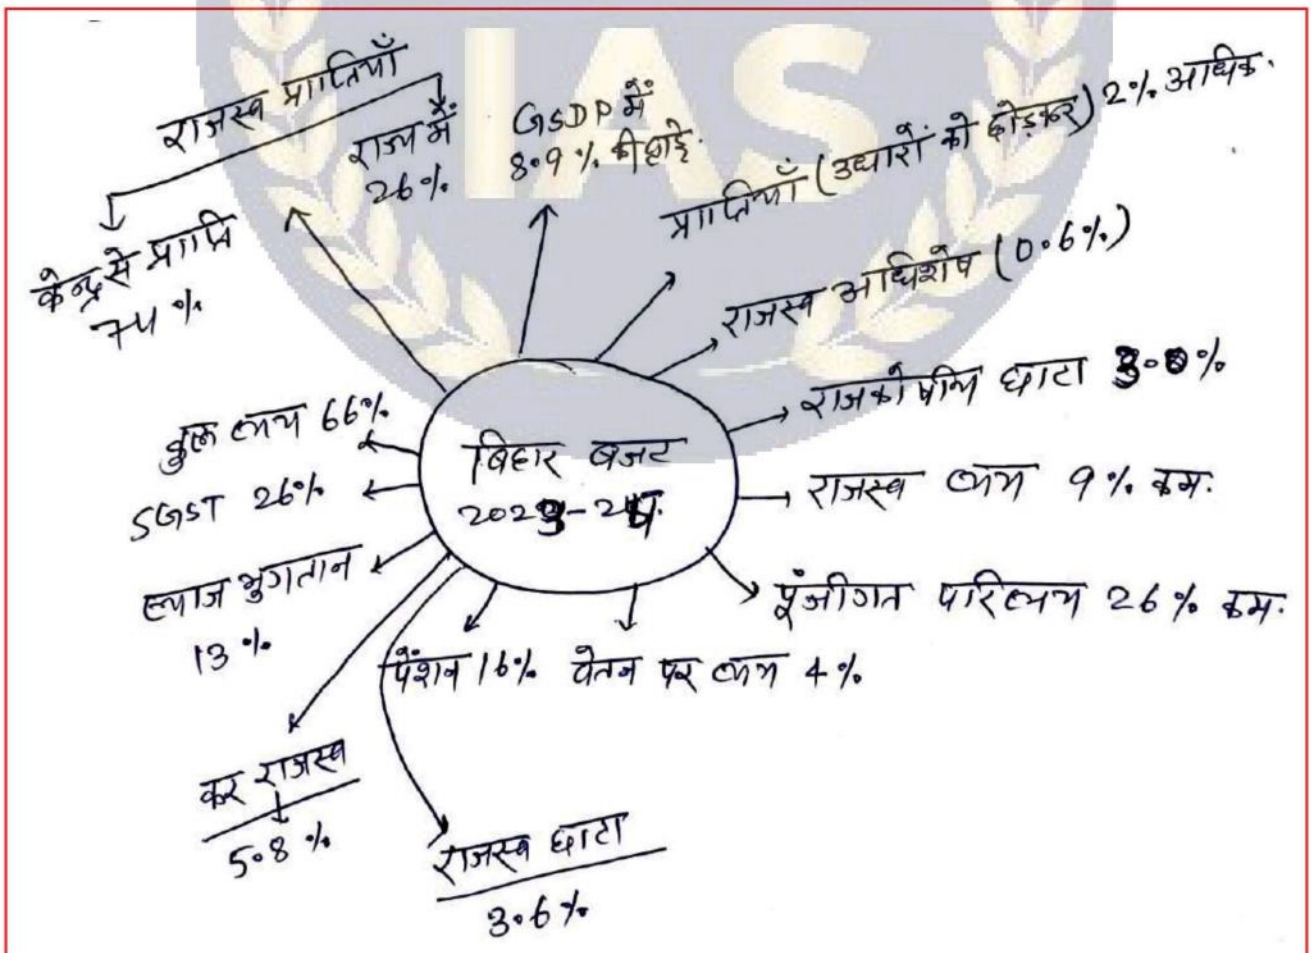 IAS
राजस्व प्राप्तियाँ
राज्य में
26%
केन्द्र से प्राप्ति
74%
GSDP में
8.9% की वृद्धि.
प्राप्तियाँ (उधारों को छोड़कर) 2% अधिक.
राजस्व अधिशेष (0.6%)
राजकोषीय घाटा 3.0%
राजस्व व्यय 9% कम.
पूंजीगत परिव्यय 26% कम.
वेतन पर व्यय 4%
पेंशन 16%
राजस्व घाटा
3.6%
कर राजस्व
5.8%
ब्याज भुगतान
13%
SGST 26%
कुल व्यय 66%
बिहार बजट
2023-24.